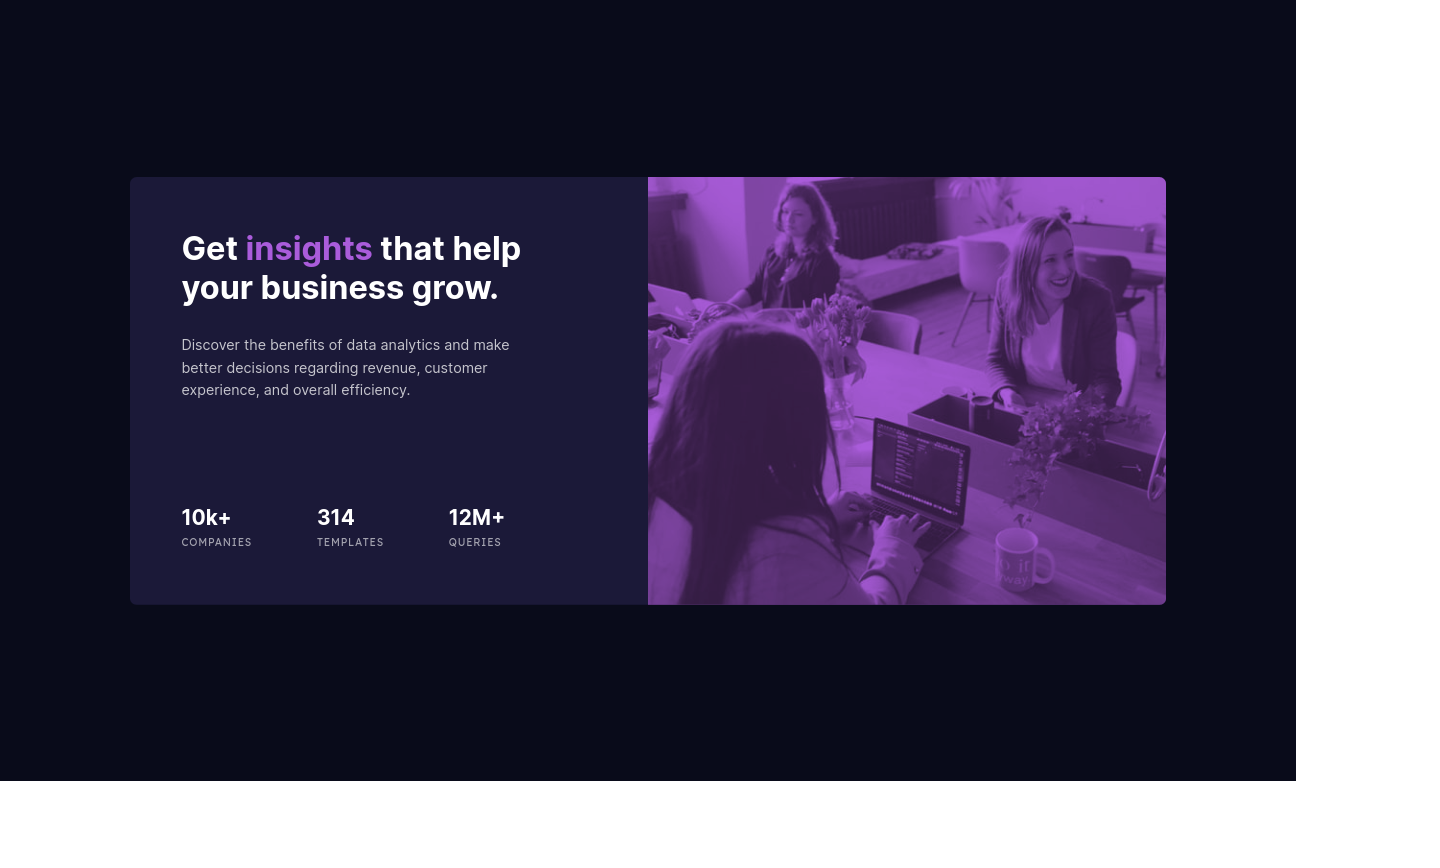 Get insights that help
your business grow.
Discover the benefits of data analytics and make
better decisions regarding revenue, customer
experience, and overall efficiency.
10k+ 314 12M+
COMPANIES TEMPLATES QUERIES